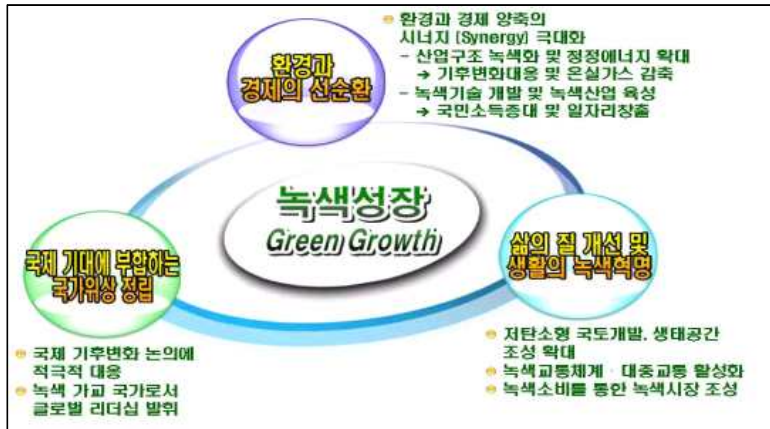 환경과
경제의 선순환
환경과 경제 양축의
시너지 (Synergy) 극대화
- 산업구조 녹색화 및 청정에너지 확대
→ 기후변화대응 및 온실가스 감축
- 녹색기술 개발 및 녹색산업 육성
→ 국민소득증대 및 일자리창출
녹색성장
Green Growth
국제 기대에 부합하는
국가위상 정립
국제 기후변화 논의에
적극적 대응
녹색 가교 국가로서
글로벌 리더십 발휘
삶의 질 개선 및
생활의 녹색혁명
저탄소형 국토개발, 생태공간
조성 확대
녹색교통체계 · 대중교통 활성화
녹색소비를 통한 녹색시장 조성